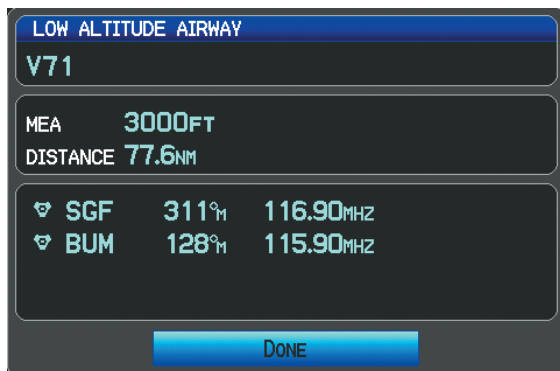 LOW ALTITUDE AIRWAY
V71
MEA 3000FT
DISTANCE 77.6NM
SGF 311°M 116.90MHZ
BUM 128°M 115.90MHZ
DONE